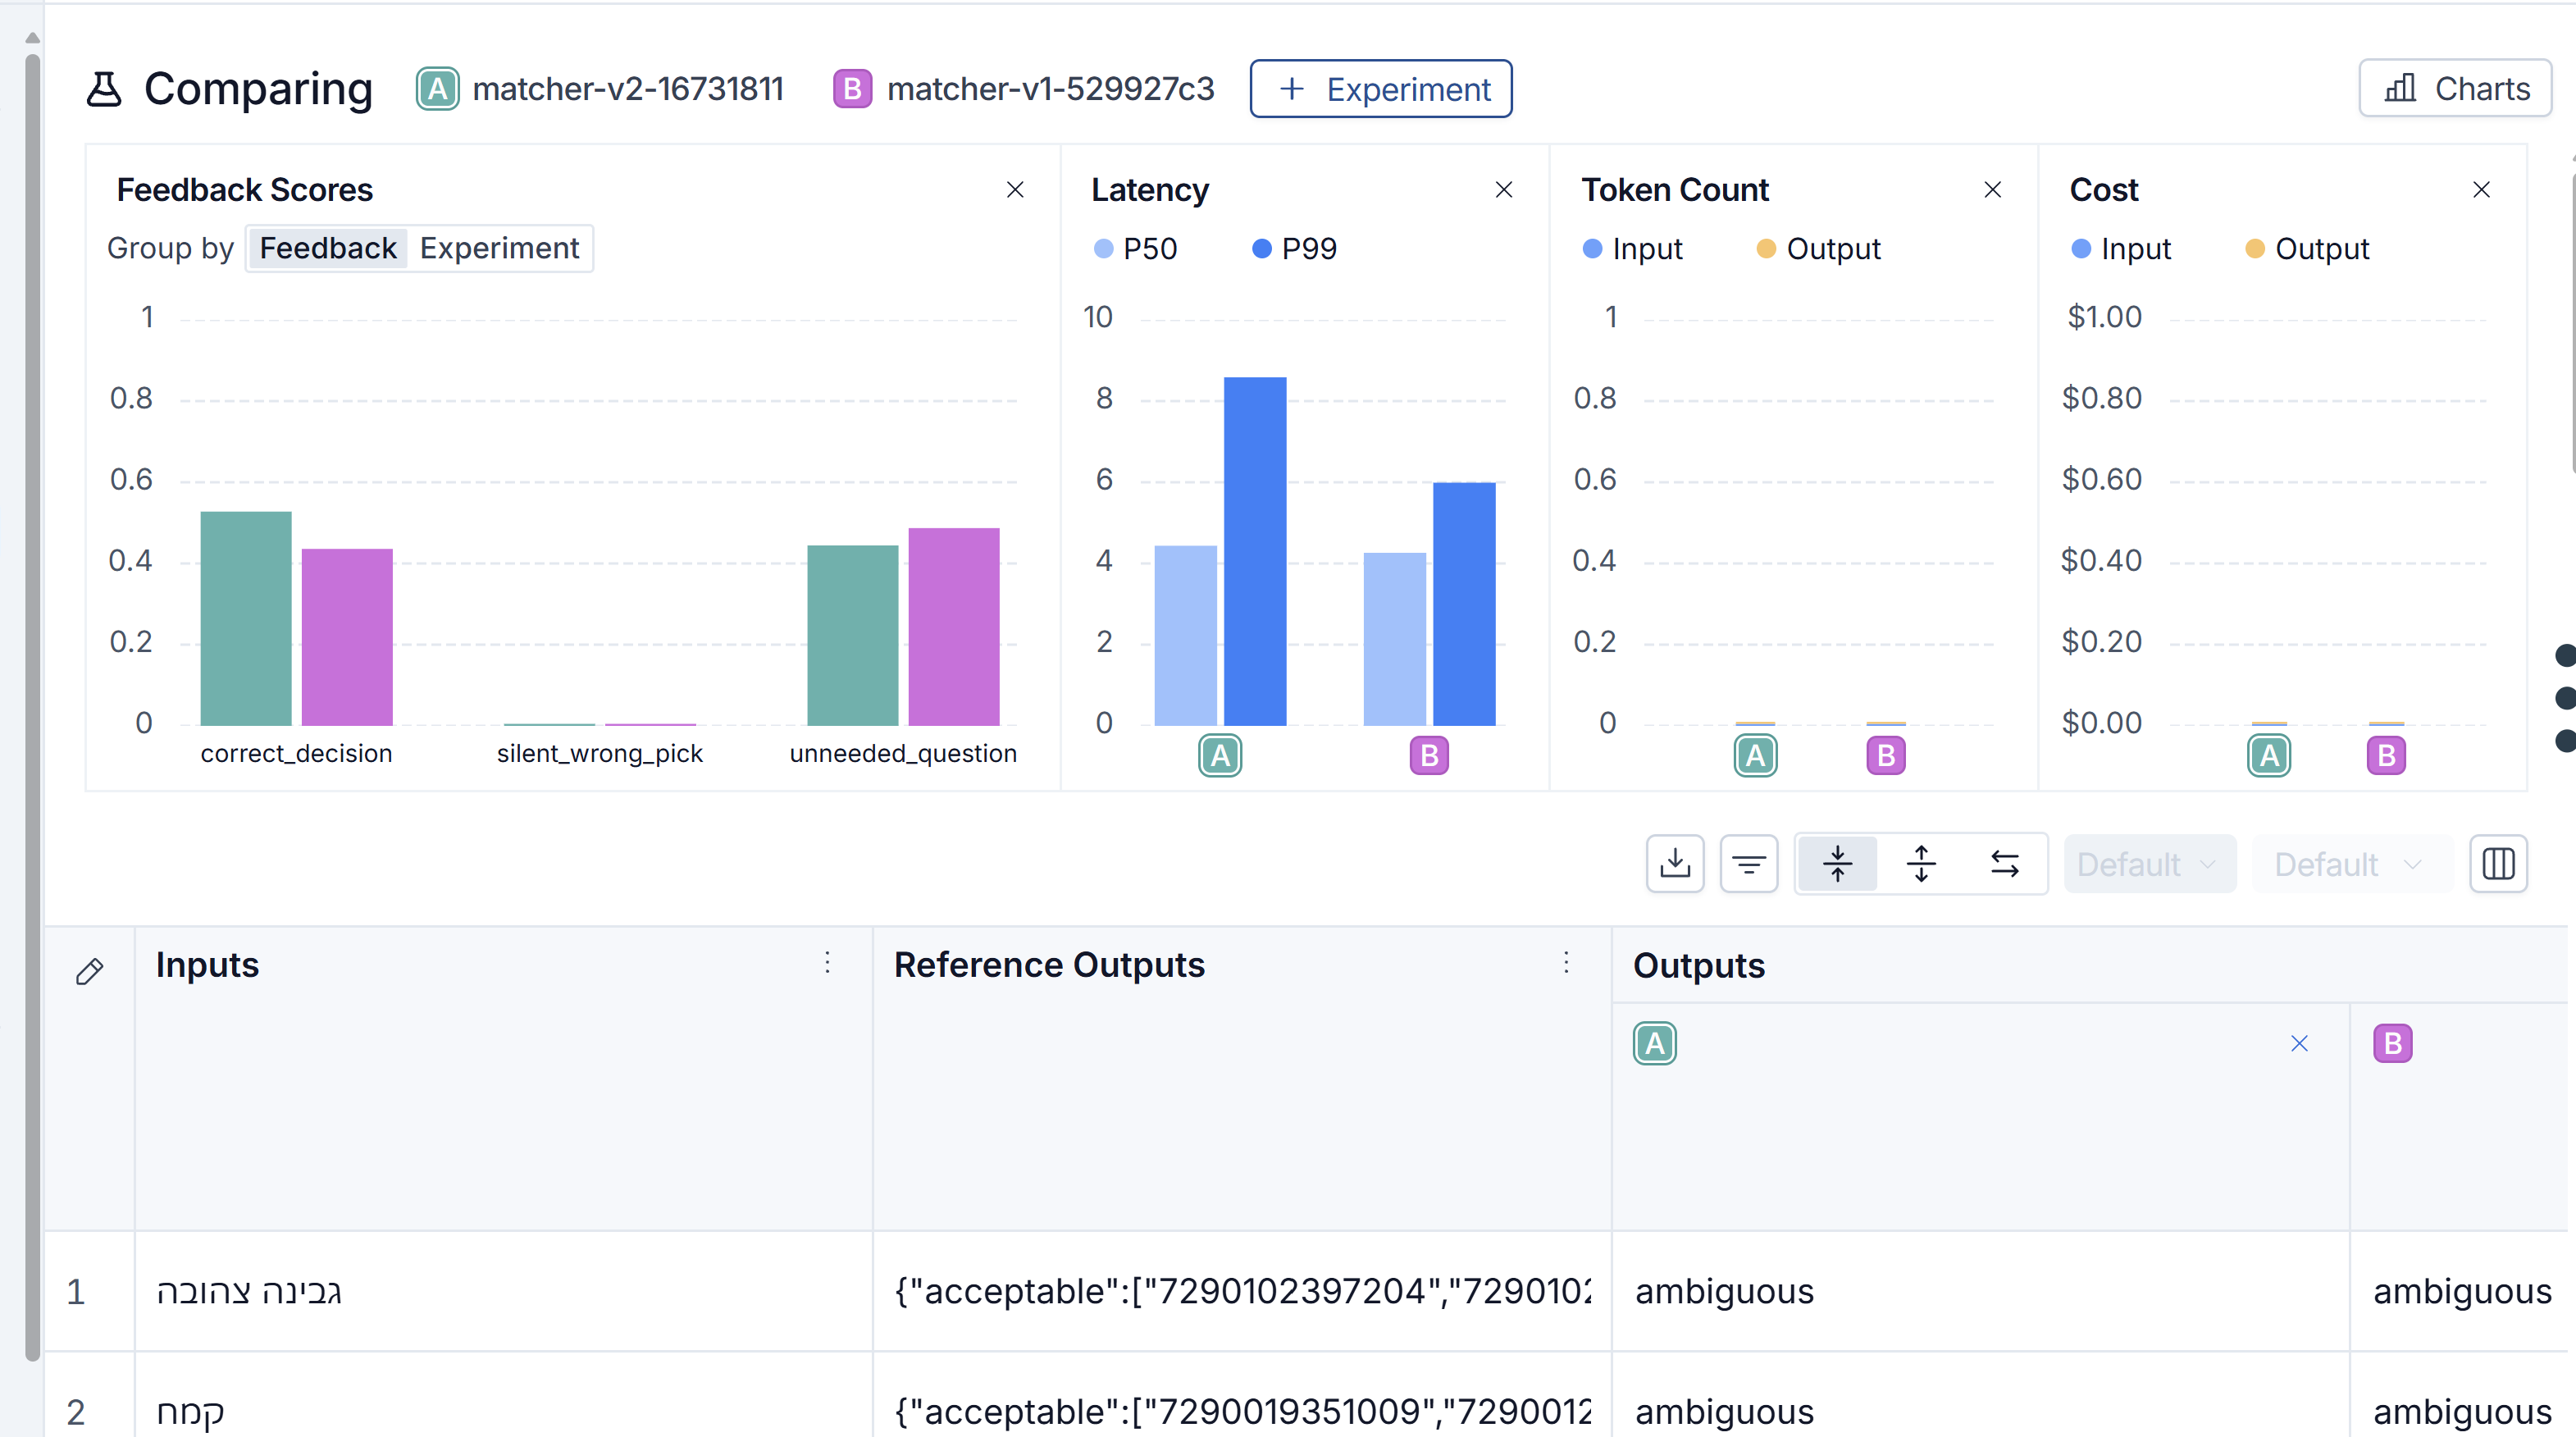 Comparing A matcher-v2-16731811 B matcher-v1-529927c3 + Experiment Charts
Feedback Scores
Group by Feedback Experiment
1
0.8
0.6
0.4
0.2
0
correct_decision silent_wrong_pick unneeded_question
Latency
P50 P99
10
8
6
4
2
0
A B
Token Count
Input Output
1
0.8
0.6
0.4
0.2
0
A B
Cost
Input Output
$1.00
$0.80
$0.60
$0.40
$0.20
$0.00
A B
Default Default
Inputs Reference Outputs Outputs
A B
1 גבינה צהובה {"acceptable":["7290102397204","729010 ambiguous ambiguous
2 קמח {"acceptable":["7290019351009","729001 ambiguous ambiguous